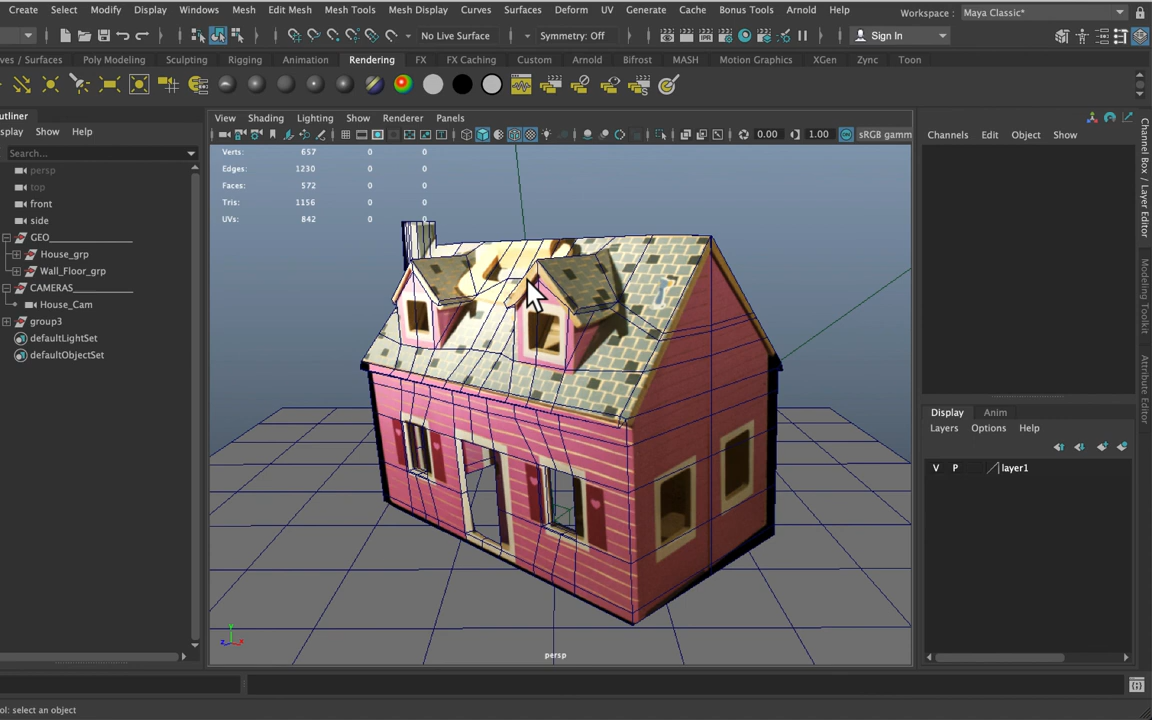 Create Select Modify Display Windows Mesh Edit Mesh Mesh Tools Mesh Display Curves Surfaces Deform UV Generate Cache Bonus Tools Arnold Help Workspace : Maya Classic*
No Live Surface Symmetry: Off Sign In
ves / Surfaces Poly Modeling Sculpting Rigging Animation Rendering FX FX Caching Custom Arnold Bifrost MASH Motion Graphics XGen Zync Toon
utliner
isplay Show Help
Search...
persp
top
front
side
GEO
House_grp
Wall_Floor_grp
CAMERAS
House_Cam
group3
defaultLightSet
defaultObjectSet
View Shading Lighting Show Renderer Panels
0.00 1.00 sRGB gamm
Verts: 657 0 0
Edges: 1230 0 0
Faces: 572 0 0
Tris: 1156 0 0
UVs: 842 0 0
persp
Channels Edit Object Show
Display Anim
Layers Options Help
V P layer1
Channel Box / Layer Editor
Modeling Toolkit
Attribute Editor
ol: select an object